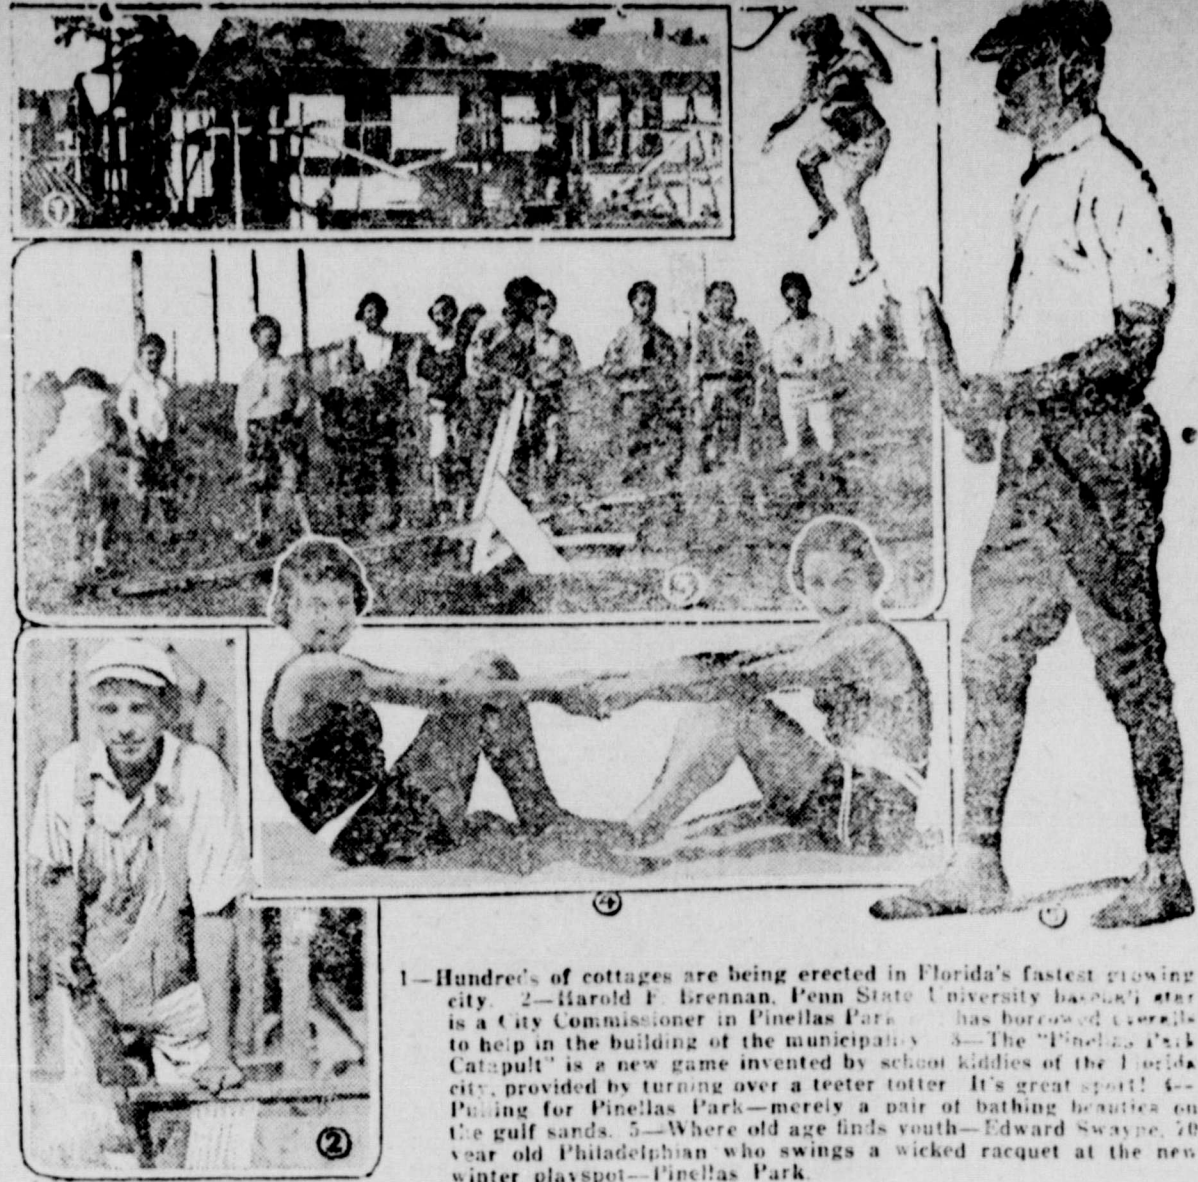 1
3
4
5
2
1—Hundreds of cottages are being erected in Florida's fastest growing
city. 2—Harold F. Brennan, Penn State University baseball star
is a City Commissioner in Pinellas Park has borrowed overalls
to help in the building of the municipality 3—The "Pinellas Park
Catapult" is a new game invented by school kiddies of the Florida
city, provided by turning over a teeter totter It's great sport! 4—
Pulling for Pinellas Park—merely a pair of bathing beauties on
the gulf sands. 5—Where old age finds youth—Edward Swayne, 70
year old Philadelphian who swings a wicked racquet at the new
winter playspot—Pinellas Park.